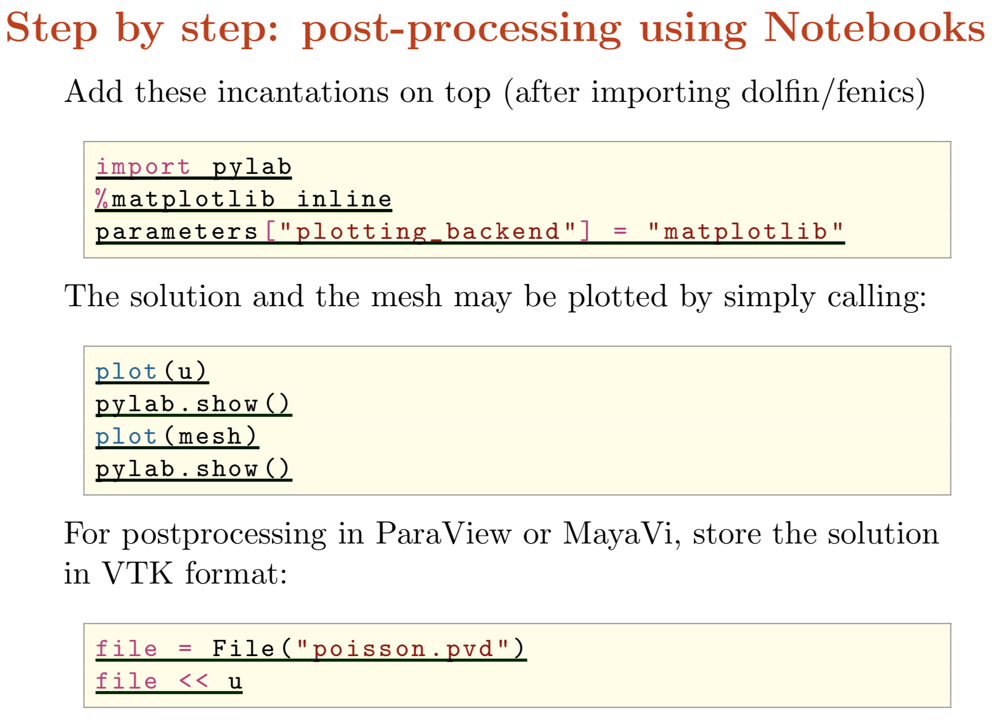 Step by step: post-processing using Notebooks
Add these incantations on top (after importing dolfin/fenics)
import pylab
%matplotlib inline
parameters["plotting_backend"] = "matplotlib"
The solution and the mesh may be plotted by simply calling:
plot(u)
pylab.show()
plot(mesh)
pylab.show()
For postprocessing in ParaView or MayaVi, store the solution
in VTK format:
file = File("poisson.pvd")
file << u